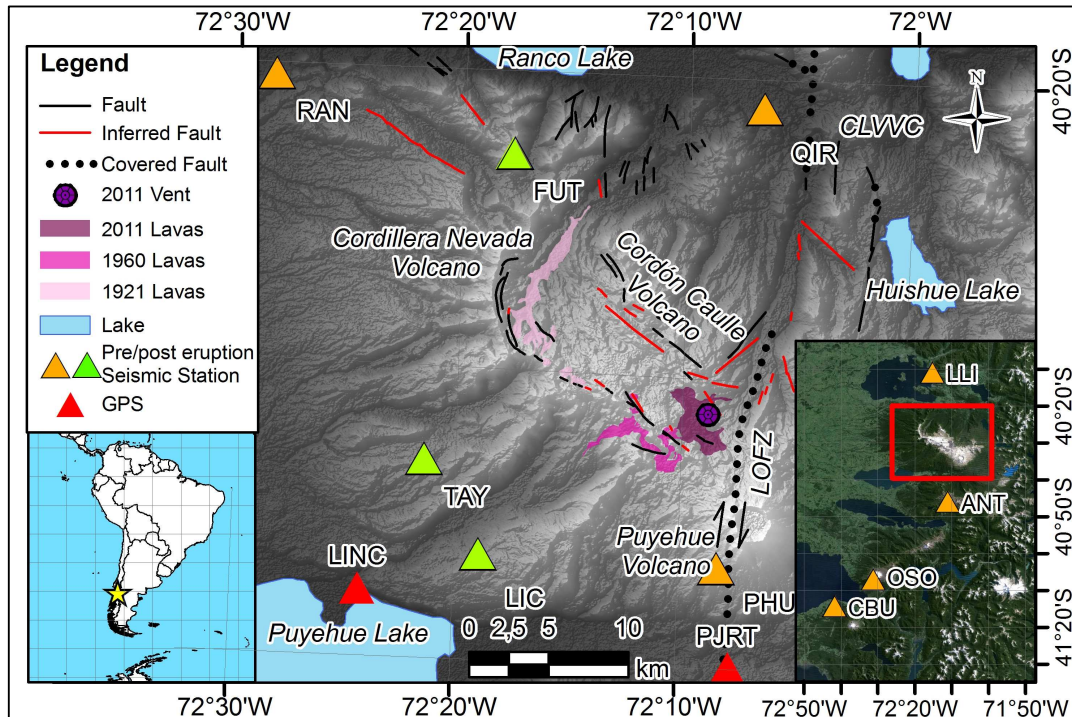 72°30'W
72°20'W
72°10'W
72°W
Legend
Fault
Inferred Fault
Covered Fault
2011 Vent
2011 Lavas
1960 Lavas
1921 Lavas
Lake
Pre/post eruption
Seismic Station
GPS
Ranco Lake
N
40°20'S
RAN
CLVVC
QIR
FUT
Cordillera Nevada
Volcano
Cordón Caulle
Volcano
Huishue Lake
LOFZ
TAY
Puyehue
Volcano
LINC
LIC
PHU
Puyehue Lake
PJRT
0 2,5 5 10
km
LLI
ANT
OSO
CBU
40°20'S
40°50'S
41°20'S
72°30'W
72°20'W
72°10'W
72°50'W
72°20'W
71°50'W